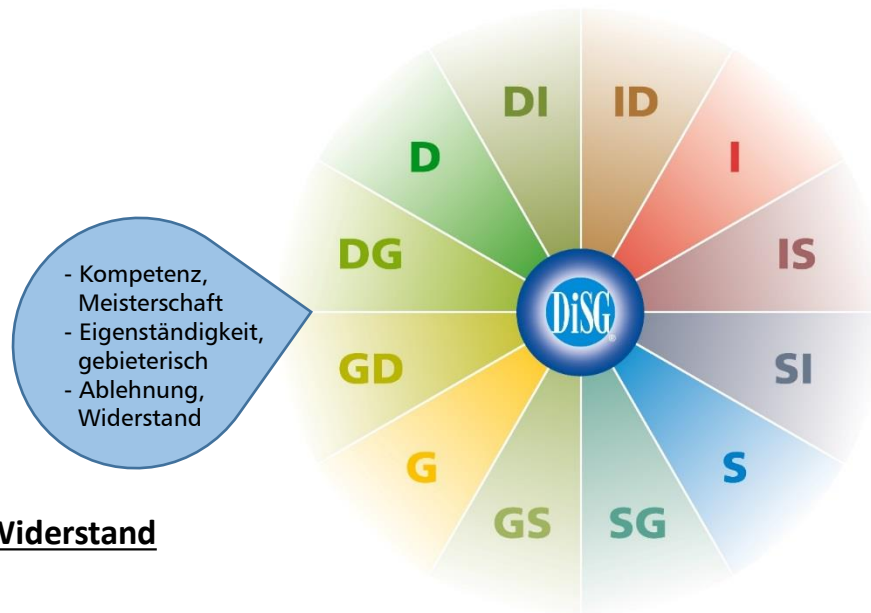 DI ID
D I
DG IS
- Kompetenz,
Meisterschaft
- Eigenständigkeit,
gebieterisch
- Ablehnung,
Widerstand
DiSG®
GD SI
G S
GS SG
Widerstand